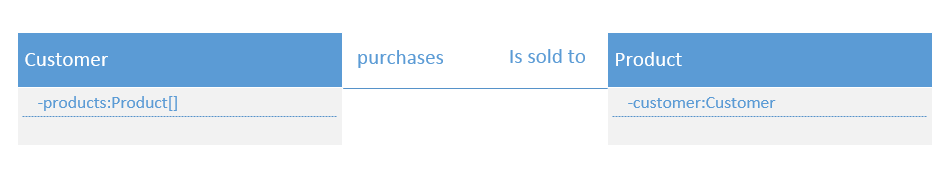 Customer
purchases
Is sold to
Product
-products:Product[]
-customer:Customer